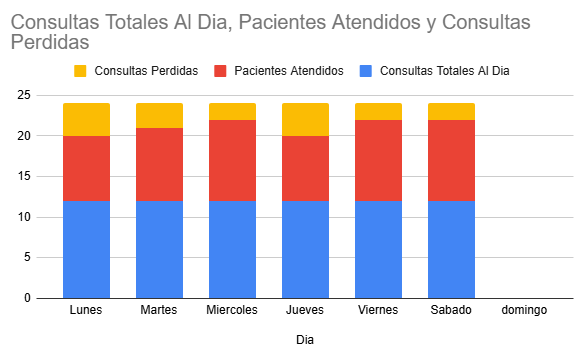 Consultas Totales Al Dia, Pacientes Atendidos y Consultas
Perdidas
Consultas Perdidas Pacientes Atendidos Consultas Totales Al Dia
25
20
15
10
5
0
Lunes Martes Miercoles Jueves Viernes Sabado domingo
Dia